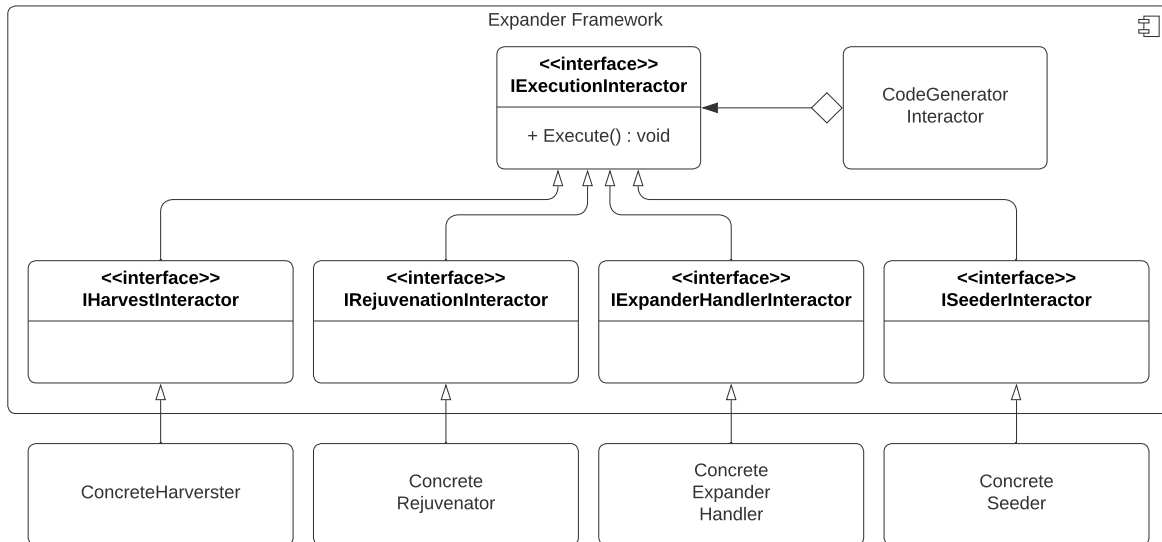 Expander Framework
<<interface>>
IExecutionInteractor
+ Execute() : void
CodeGenerator
Interactor
<<interface>>
IHarvestInteractor
<<interface>>
IRejuvenationInteractor
<<interface>>
IExpanderHandlerInteractor
<<interface>>
ISeederInteractor
ConcreteHarverster
Concrete
Rejuvenator
Concrete
Expander
Handler
Concrete
Seeder